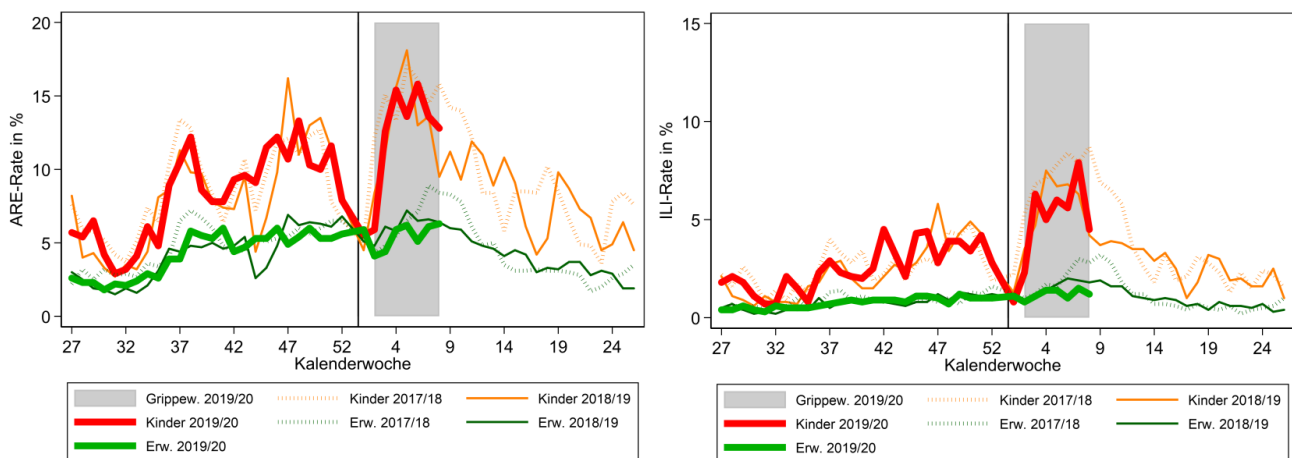 ARE-Rate in %
20
15
10
5
0
27 32 37 42 47 52 4 9 14 19 24
Kalenderwoche
Grippew. 2019/20 Kinder 2017/18 Kinder 2018/19
Kinder 2019/20 Erw. 2017/18 Erw. 2018/19
Erw. 2019/20
ILI-Rate in %
15
10
5
0
27 32 37 42 47 52 4 9 14 19 24
Kalenderwoche
Grippew. 2019/20 Kinder 2017/18 Kinder 2018/19
Kinder 2019/20 Erw. 2017/18 Erw. 2018/19
Erw. 2019/20